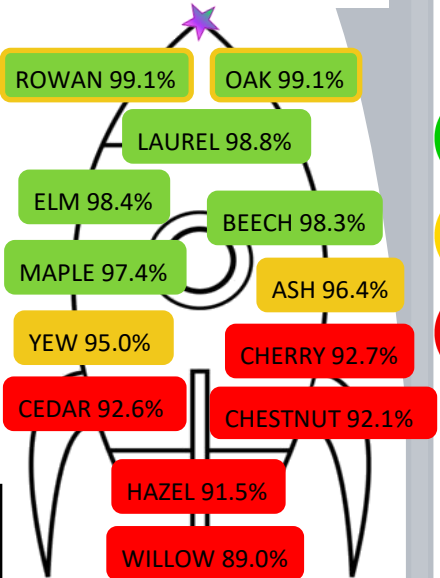 ROWAN 99.1%
OAK 99.1%
LAUREL 98.8%
ELM 98.4%
BEECH 98.3%
MAPLE 97.4%
ASH 96.4%
YEW 95.0%
CHERRY 92.7%
CEDAR 92.6%
CHESTNUT 92.1%
HAZEL 91.5%
WILLOW 89.0%